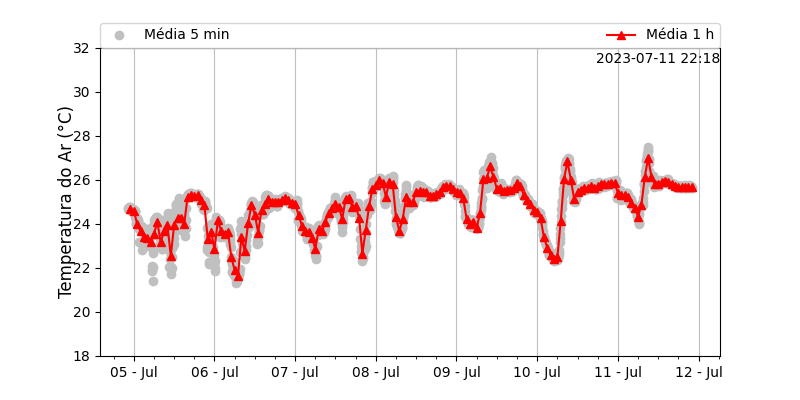 Média 5 min
Média 1 h
2023-07-11 22:18
Temperatura do Ar (°C)
32
30
28
26
24
22
20
18
05 - Jul
06 - Jul
07 - Jul
08 - Jul
09 - Jul
10 - Jul
11 - Jul
12 - Jul